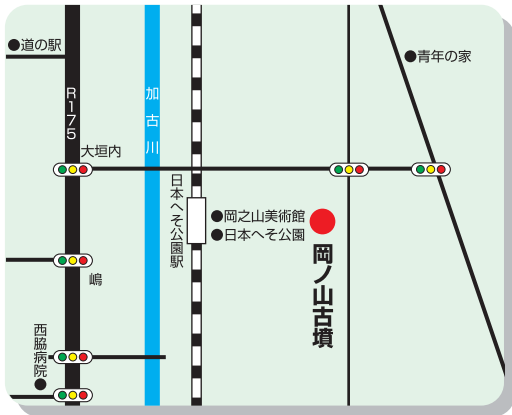 ●道の駅
●青年の家
R175
加古川
大垣内
日本へそ公園駅
●岡之山美術館
●日本へそ公園
岡ノ山古墳
嶋
西脇病院